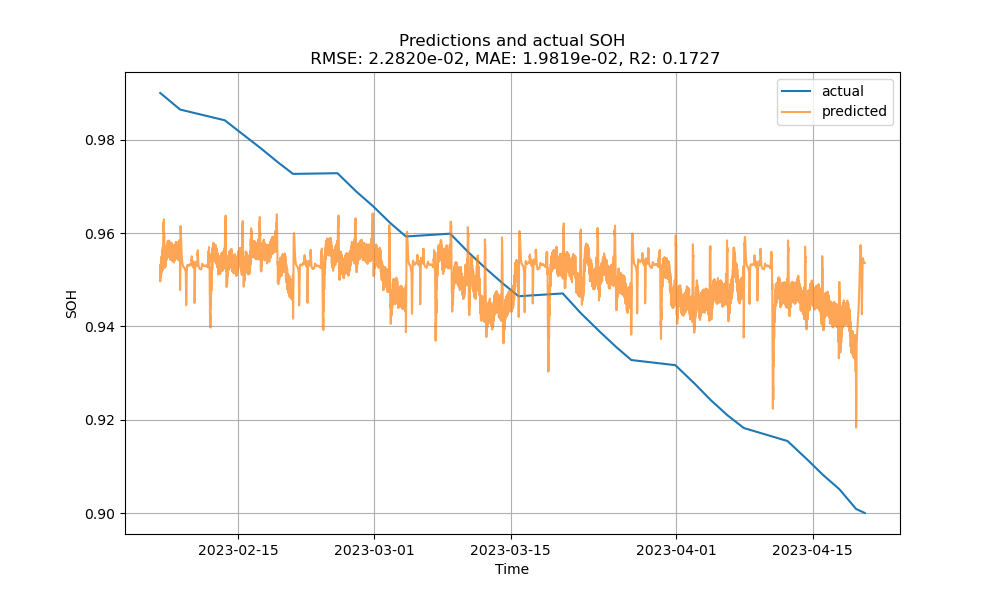 Predictions and actual SOH
RMSE: 2.2820e-02, MAE: 1.9819e-02, R2: 0.1727
actual
predicted
SOH
0.98
0.96
0.94
0.92
0.90
2023-02-15
2023-03-01
2023-03-15
2023-04-01
2023-04-15
Time